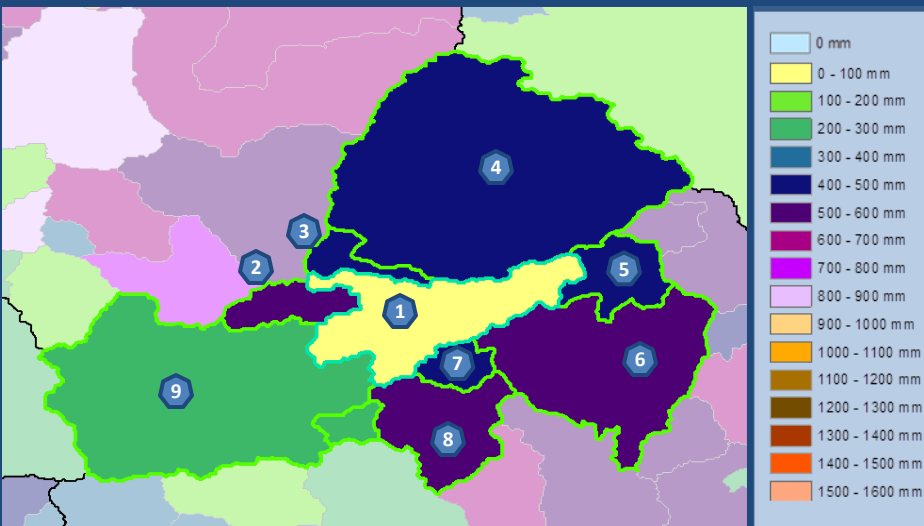 4
3
2
5
1
7
6
9
8
0 mm
0 - 100 mm
100 - 200 mm
200 - 300 mm
300 - 400 mm
400 - 500 mm
500 - 600 mm
600 - 700 mm
700 - 800 mm
800 - 900 mm
900 - 1000 mm
1000 - 1100 mm
1100 - 1200 mm
1200 - 1300 mm
1300 - 1400 mm
1400 - 1500 mm
1500 - 1600 mm